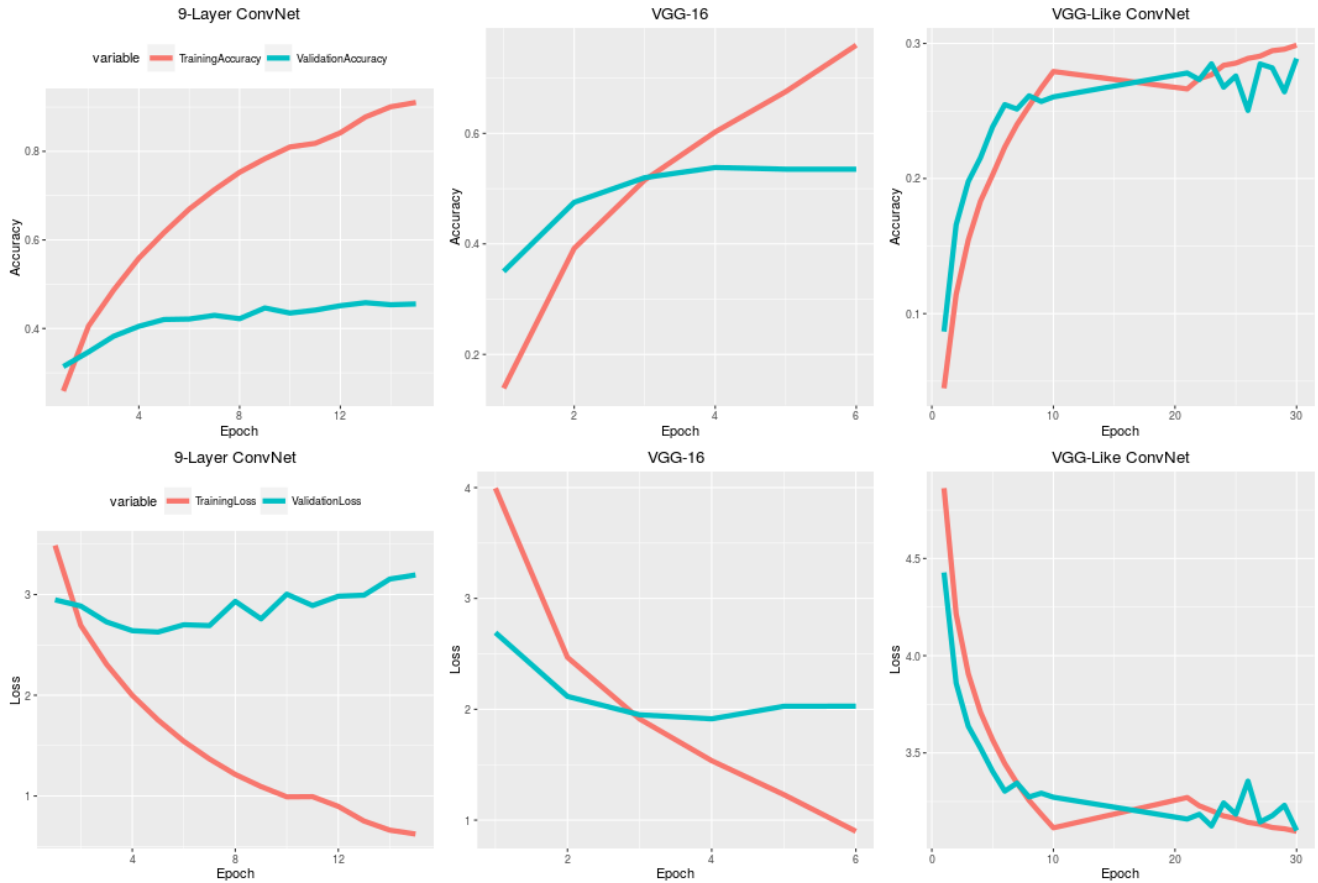 9-Layer ConvNet
variable TrainingAccuracy ValidationAccuracy
Accuracy
0.8
0.6
0.4
4 8 12
Epoch
VGG-16
Accuracy
0.6
0.4
0.2
2 4 6
Epoch
VGG-Like ConvNet
Accuracy
0.3
0.2
0.1
0 10 20 30
Epoch
9-Layer ConvNet
variable TrainingLoss ValidationLoss
Loss
3
2
1
4 8 12
Epoch
VGG-16
Loss
4
3
2
1
2 4 6
Epoch
VGG-Like ConvNet
Loss
4.5
4.0
3.5
0 10 20 30
Epoch